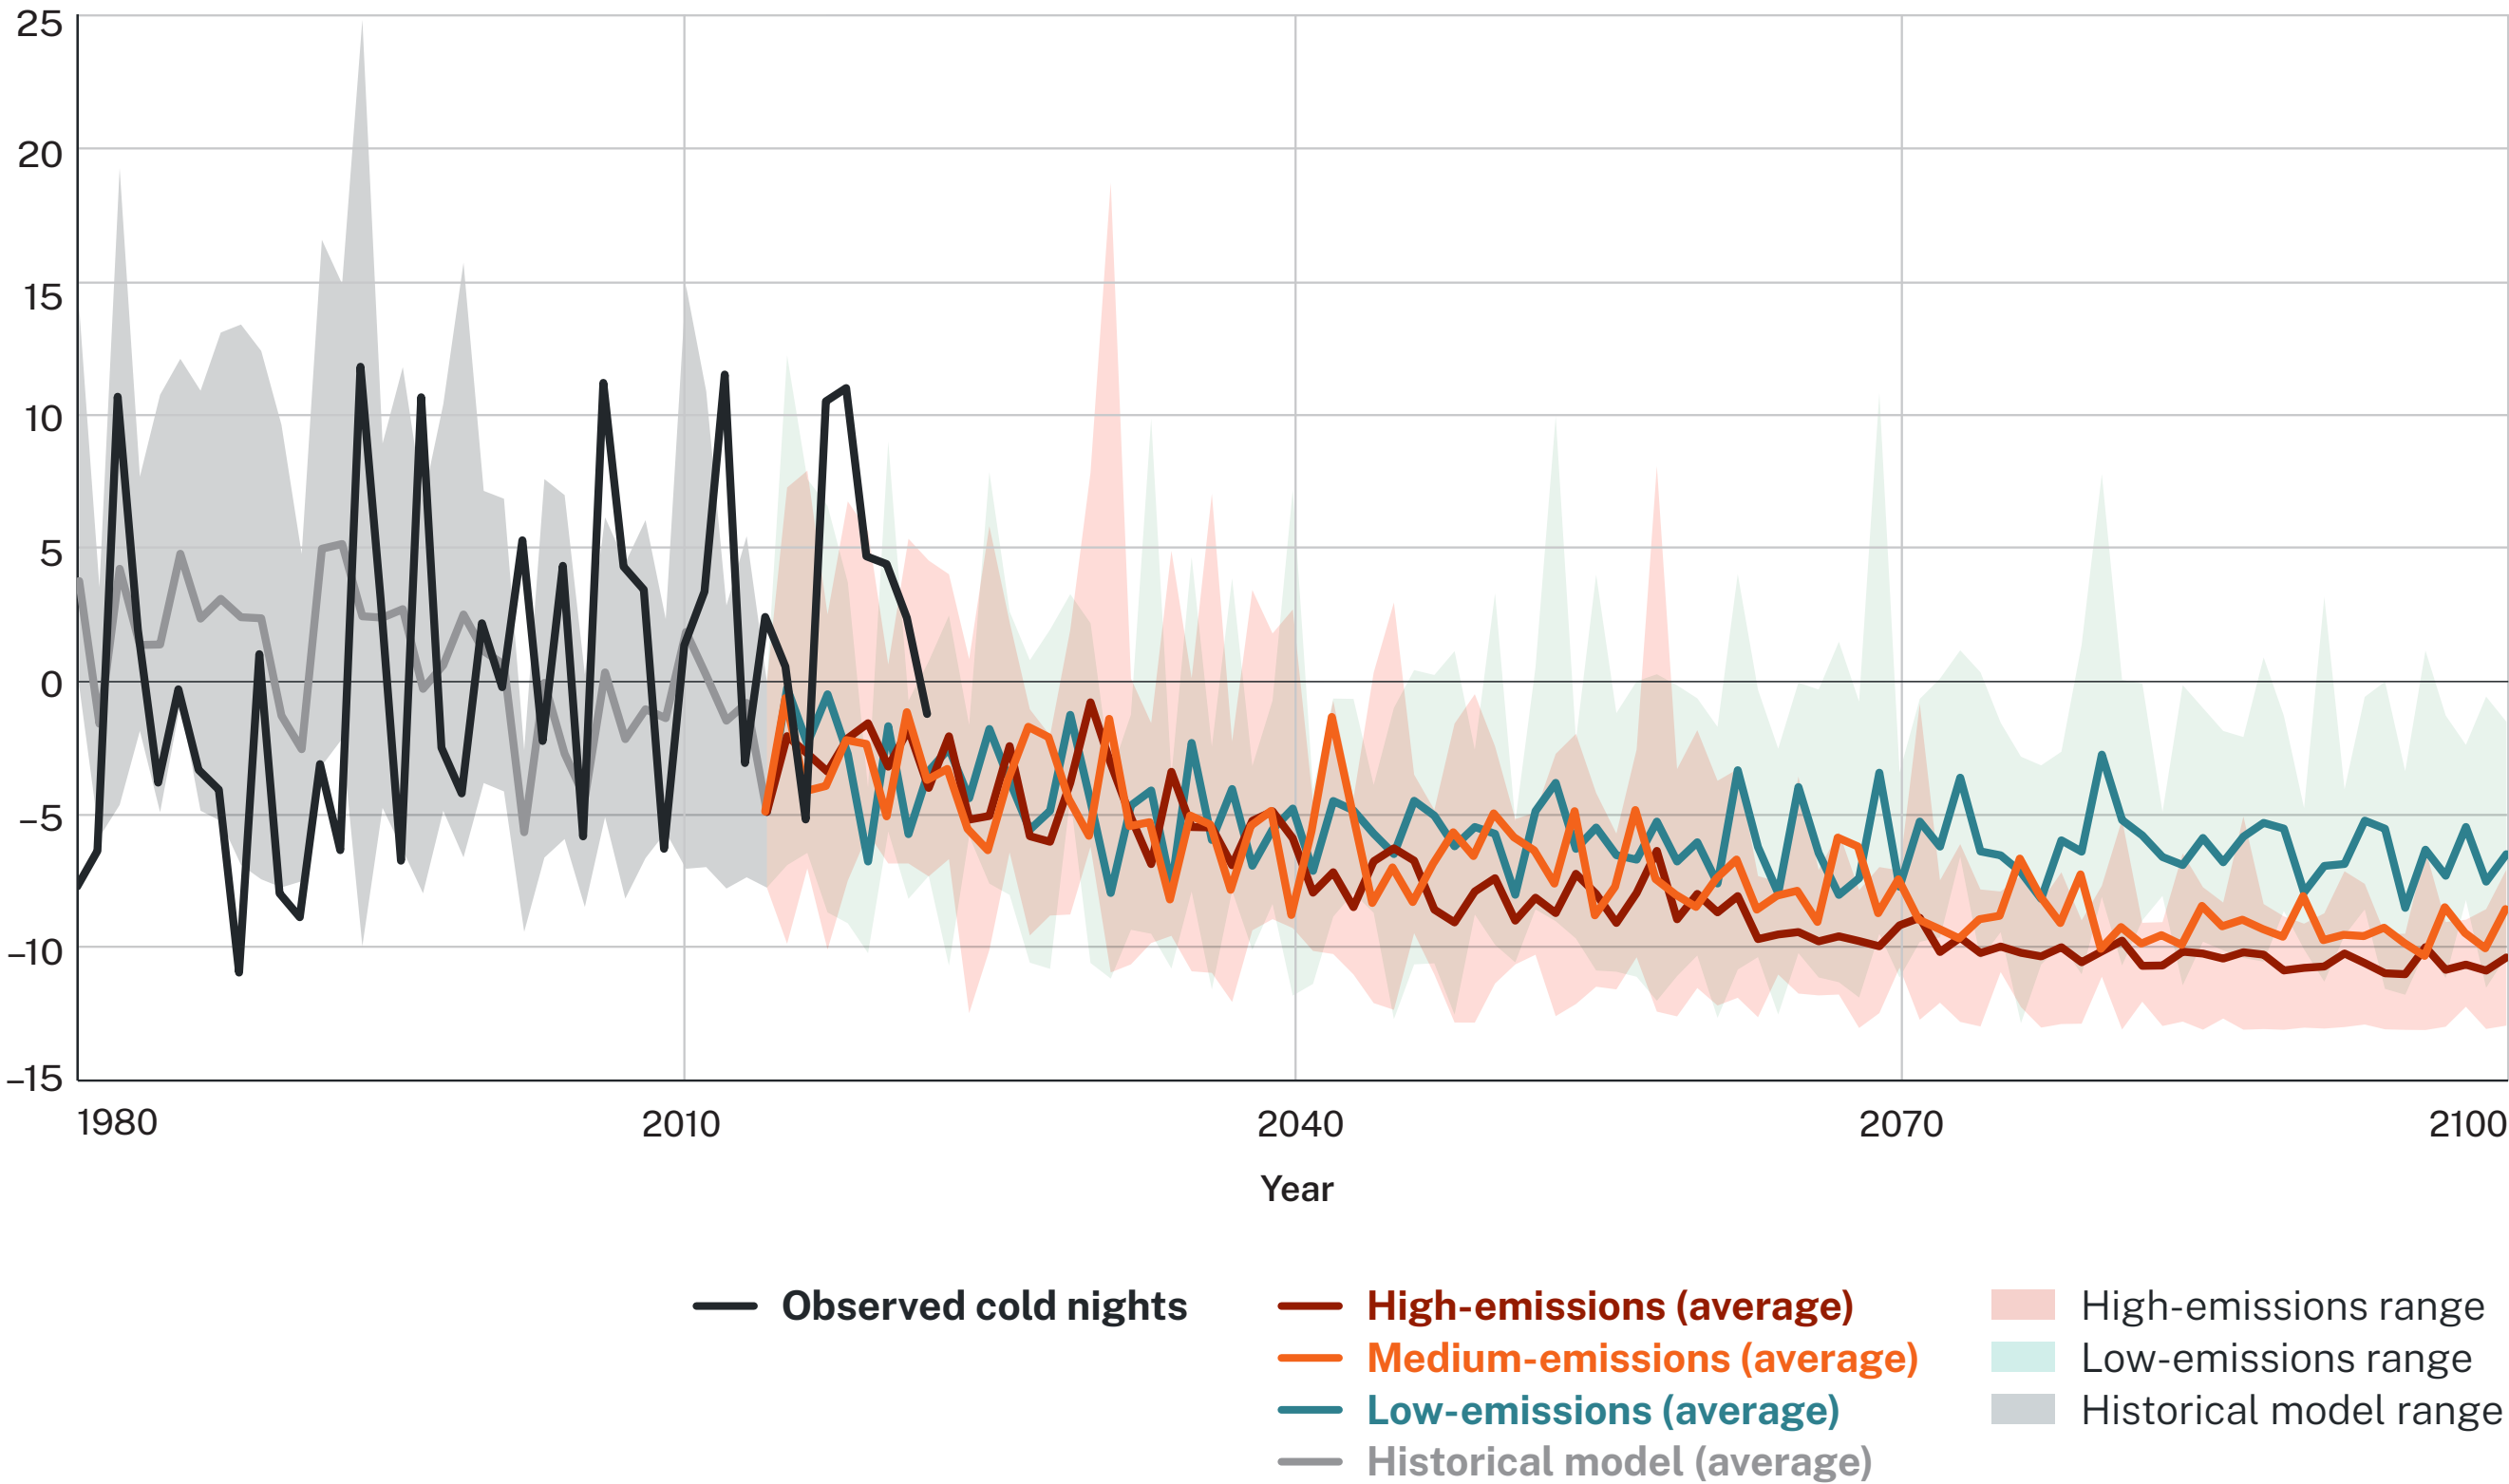 25
20
15
10
5
0
–5
–10
–15
1980 2010 2040 2070 2100
Year
Observed cold nights
High-emissions (average)
Medium-emissions (average)
Low-emissions (average)
Historical model (average)
High-emissions range
Low-emissions range
Historical model range